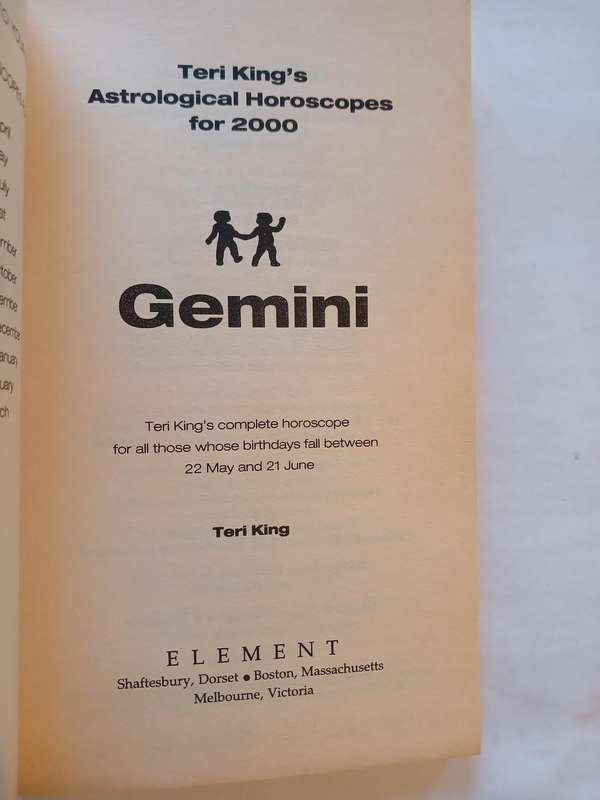 Teri King's
Astrological Horoscopes
for 2000
Gemini
Teri King's complete horoscope
for all those whose birthdays fall between
22 May and 21 June
Teri King
ELEMENT
Shaftesbury, Dorset ● Boston, Massachusetts
Melbourne, Victoria